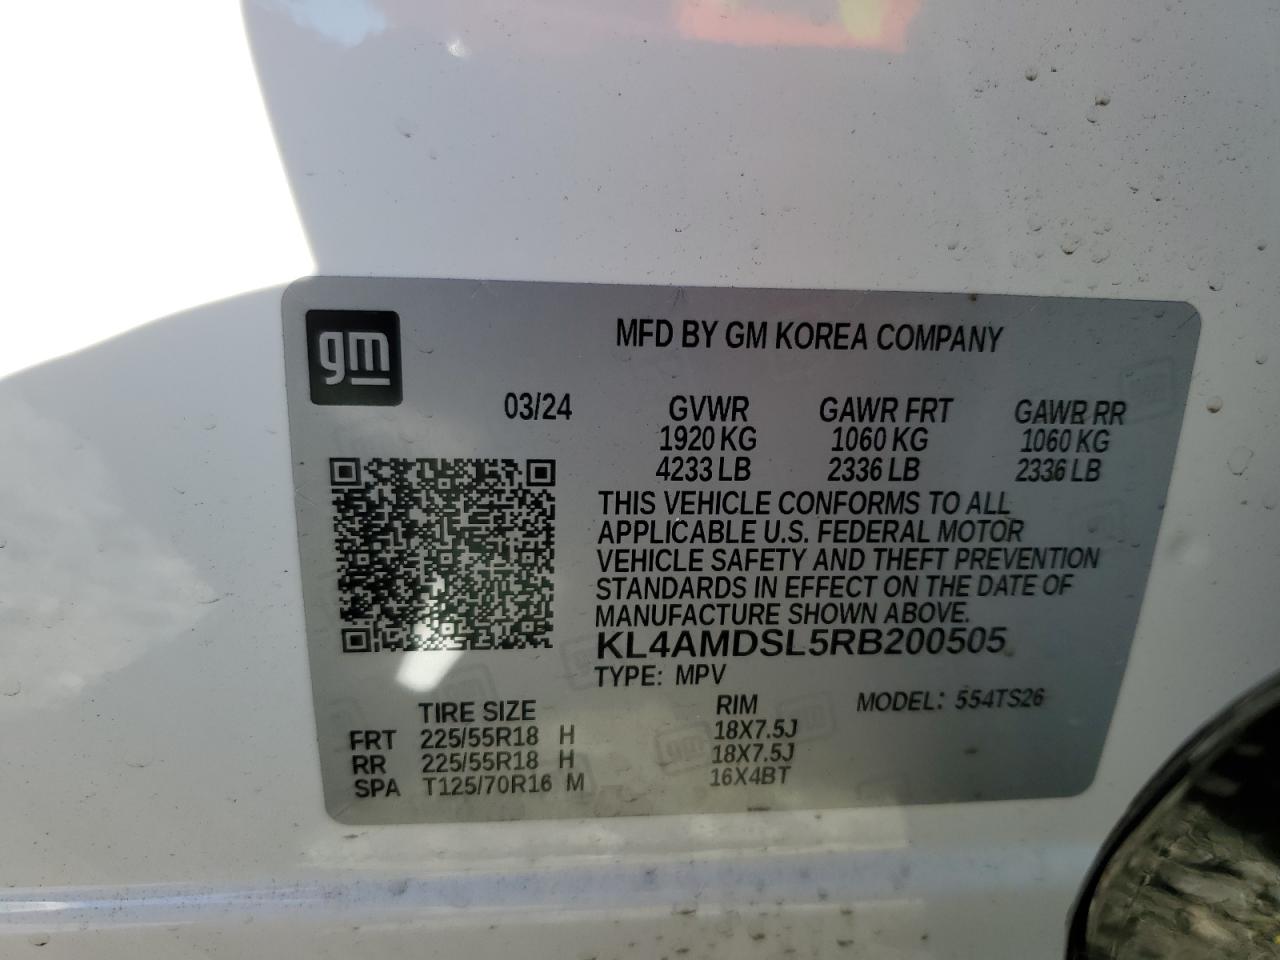 gm
MFD BY GM KOREA COMPANY
03/24 GVWR GAWR FRT GAWR RR
1920 KG 1060 KG 1060 KG
4233 LB 2336 LB 2336 LB
THIS VEHICLE CONFORMS TO ALL
APPLICABLE U.S. FEDERAL MOTOR
VEHICLE SAFETY AND THEFT PREVENTION
STANDARDS IN EFFECT ON THE DATE OF
MANUFACTURE SHOWN ABOVE.
KL4AMDSL5RB200505
TYPE: MPV
TIRE SIZE RIM MODEL: 554TS26
FRT 225/55R18 H 18X7.5J
RR 225/55R18 H 18X7.5J
SPA T125/70R16 M 16X4BT